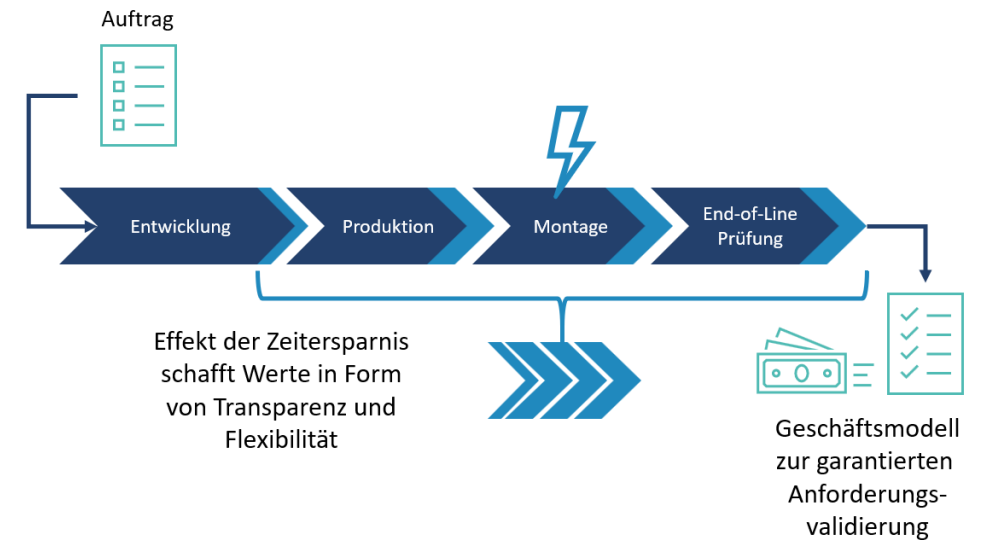 Auftrag
Entwicklung
Produktion
Montage
End-of-Line
Prüfung
Effekt der Zeitersparnis
schafft Werte in Form
von Transparenz und
Flexibilität
Geschäftsmodell
zur garantierten
Anforderungs-
validierung